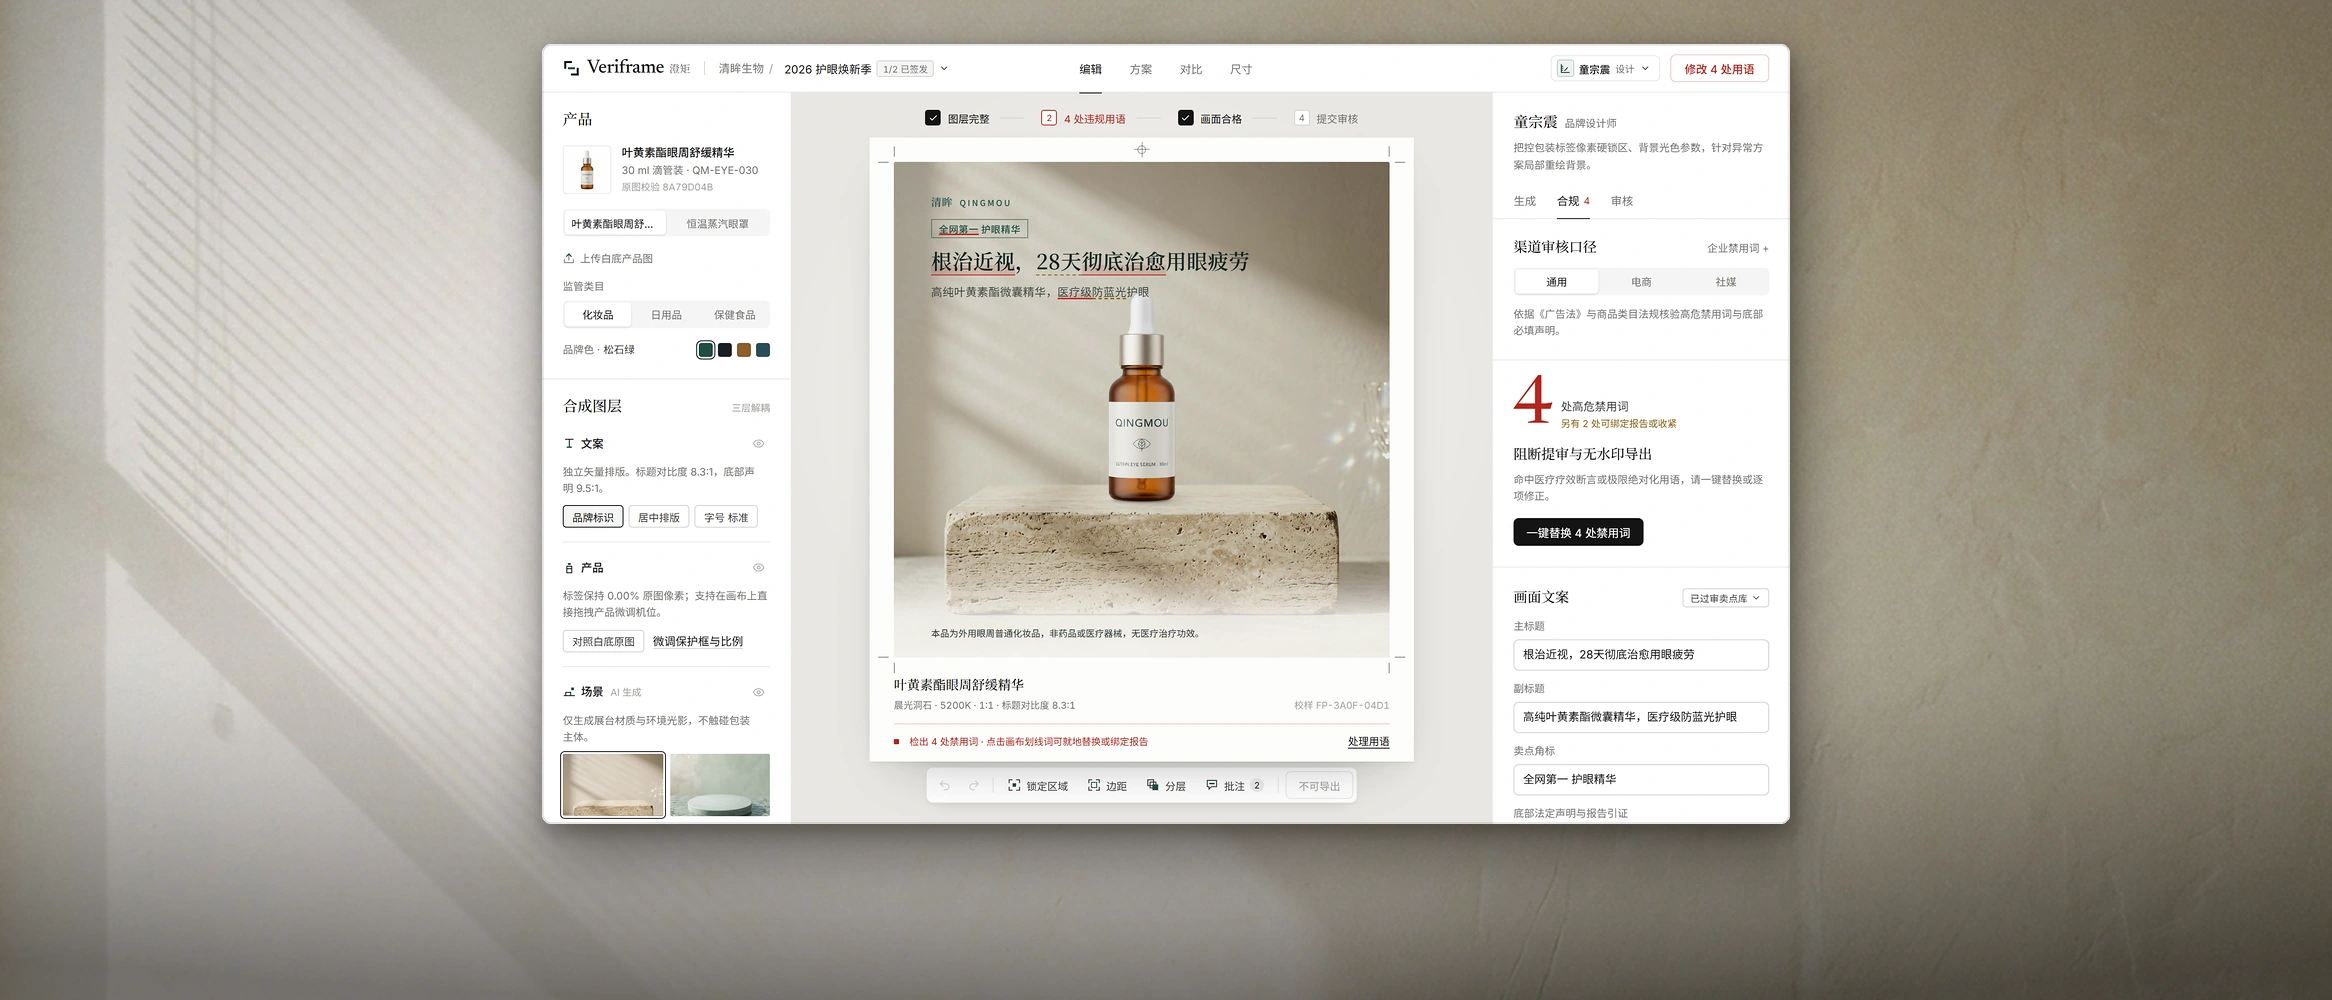 Veriframe 澄矩
清眸生物 / 2026 护眼焕新季 1/2 已签发
编辑 方案 对比 尺寸
童宗震 设计
修改 4 处用语
产品
叶黄素酯眼周舒缓精华
30 ml 滴管装 · QM-EYE-030
原图校验 8A79D04B
叶黄素酯眼周舒... 恒温蒸汽眼罩
上传白底产品图
监管类目
化妆品 日用品 保健食品
品牌色 · 松石绿
合成图层 三层解耦
文案
独立矢量排版。标题对比度 8.3:1，底部声
明 9.5:1。
品牌标识 居中排版 字号 标准
产品
标签保持 0.00% 原图像素；支持在画布上直
接拖拽产品微调机位。
对照白底原图 微调保护框与比例
场景 AI 生成
仅生成展台材质与环境光影，不触碰包装
主体。
图层完整 2 4 处违规用语 画面合格 4 提交审核
清眸 QINGMOU
全网第一 护眼精华
根治近视，28天彻底治愈用眼疲劳
高纯叶黄素酯微囊精华，医疗级防蓝光护眼
QINGMOU
本品为外用眼周普通化妆品，非药品或医疗器械，无医疗治疗功效。
叶黄素酯眼周舒缓精华
晨光洞石 · 5200K · 1:1 · 标题对比度 8.3:1 校样 FP-3A0F-04D1
检出 4 处禁用词 · 点击画布划线词可就地替换或绑定报告 处理用语
锁定区域 边距 分层 批注 2 不可导出
童宗震 品牌设计师
把控包装标签像素硬锁区、背景光色参数，针对异常方
案局部重绘背景。
生成 合规 4 审核
渠道审核口径 企业禁用词 +
通用 电商 社媒
依据《广告法》与商品类目法规核验高危禁用词与底部
必填声明。
4 处高危禁用词
另有 2 处可绑定报告或收紧
阻断提审与无水印导出
命中医疗疗效断言或极限绝对化用语，请一键替换或逐
项修正。
一键替换 4 处禁用词
画面文案 已过审卖点库
主标题
根治近视，28天彻底治愈用眼疲劳
副标题
高纯叶黄素酯微囊精华，医疗级防蓝光护眼
卖点角标
全网第一 护眼精华
底部法定声明与报告引证